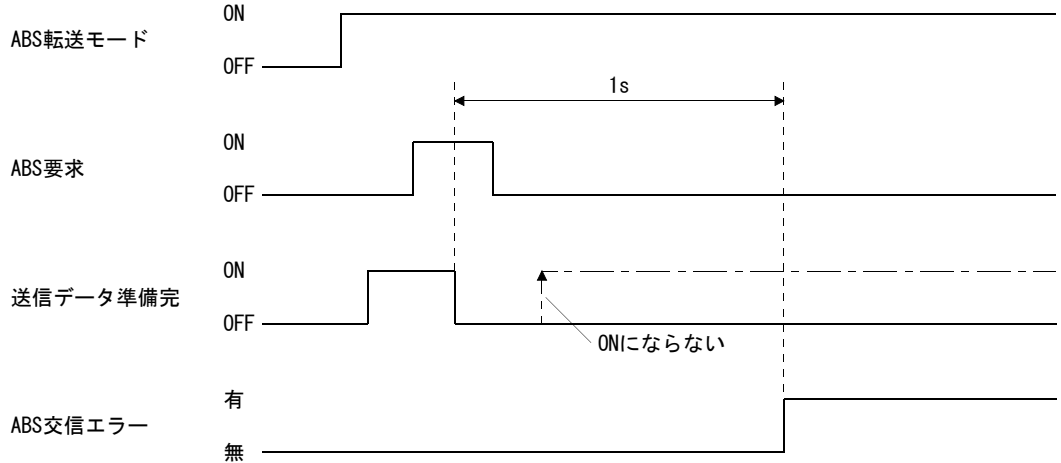 ON
ABS転送モード
OFF
1s
ON
ABS要求
OFF
ON
送信データ準備完
OFF
ONにならない
有
ABS交信エラー
無